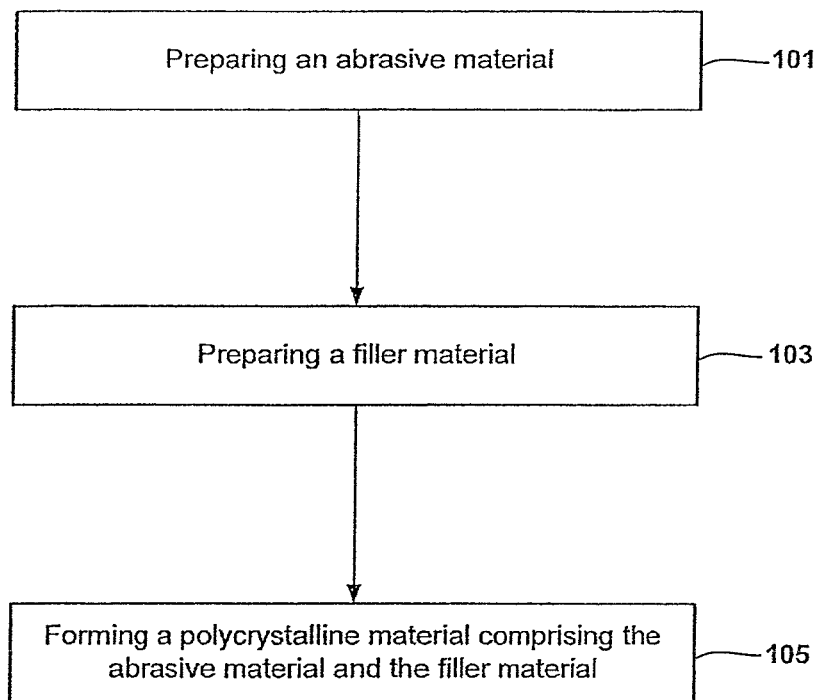 Preparing an abrasive material
101
Preparing a filler material
103
Forming a polycrystalline material comprising the
abrasive material and the filler material
105